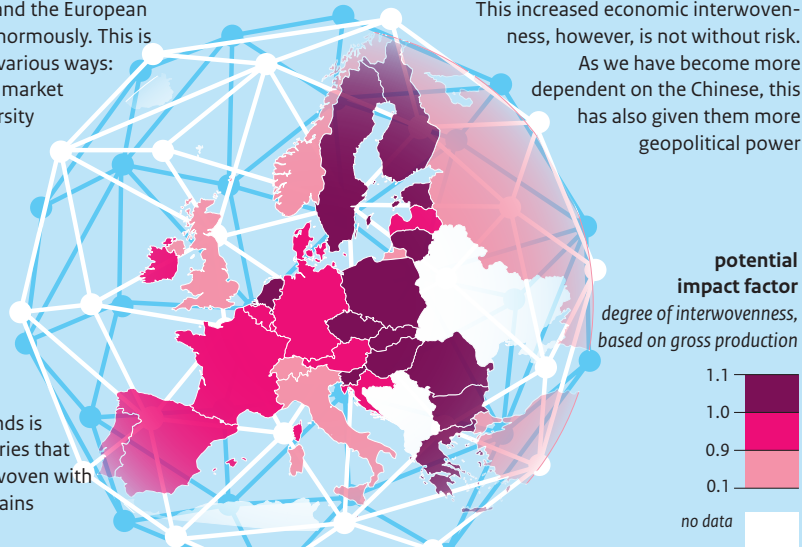 and the European
normously. This is
various ways:
market
rsity
This increased economic interwoven-
ness, however, is not without risk.
As we have become more
dependent on the Chinese, this
has also given them more
geopolitical power
potential
impact factor
degree of interwovenness,
based on gross production
1.1
1.0
0.9
0.1
no data
nds is
ries that
woven with
ains